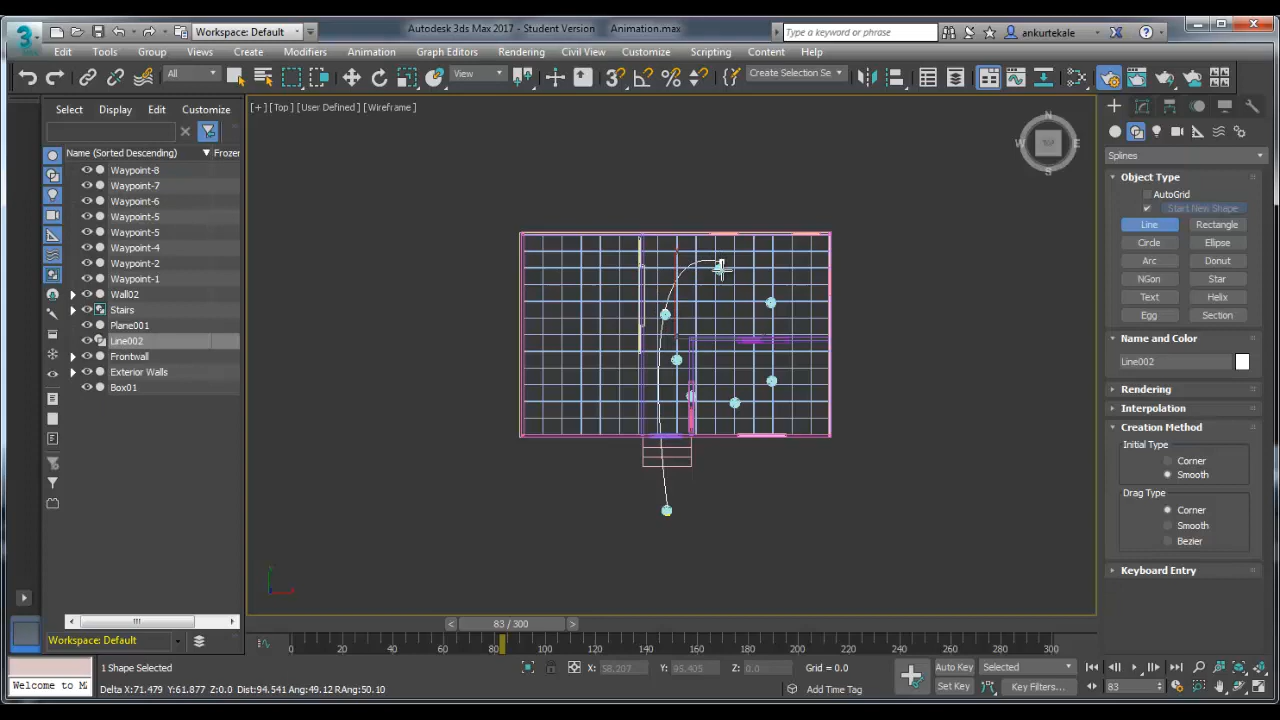 Workspace: Default
Autodesk 3ds Max 2017 - Student Version Animation.max
Type a keyword or phrase
ankurtekale
Edit Tools Group Views Create Modifiers Animation Graph Editors Rendering Civil View Customize Scripting Content Help
All
View
Create Selection Se
Select Display Edit Customize
[+] [Top] [User Defined] [Wireframe]
Name (Sorted Descending) Frozen
Waypoint-8
Waypoint-7
Waypoint-6
Waypoint-5
Waypoint-5
Waypoint-4
Waypoint-2
Waypoint-1
Wall02
Stairs
Plane001
Line002
Frontwall
Exterior Walls
Box01
N
W TOP E
S
Splines
Object Type
AutoGrid
Start New Shape
Line Rectangle
Circle Ellipse
Arc Donut
NGon Star
Text Helix
Egg Section
Name and Color
Line002
Rendering
Interpolation
Creation Method
Initial Type
Corner
Smooth
Drag Type
Corner
Smooth
Bezier
Keyboard Entry
83 / 300
Workspace: Default
0 20 40 60 80 100 120 140 160 180 200 220 240 260 280 300
1 Shape Selected
X: 58.207 Y: 95.405 Z: 0.0 Grid = 0.0
Auto Key Selected
Welcome to M
Delta X:71.479 Y:61.877 Z:0.0 Dist:94.541 Ang:49.12 RAng:50.10
Add Time Tag
Set Key Key Filters...
83